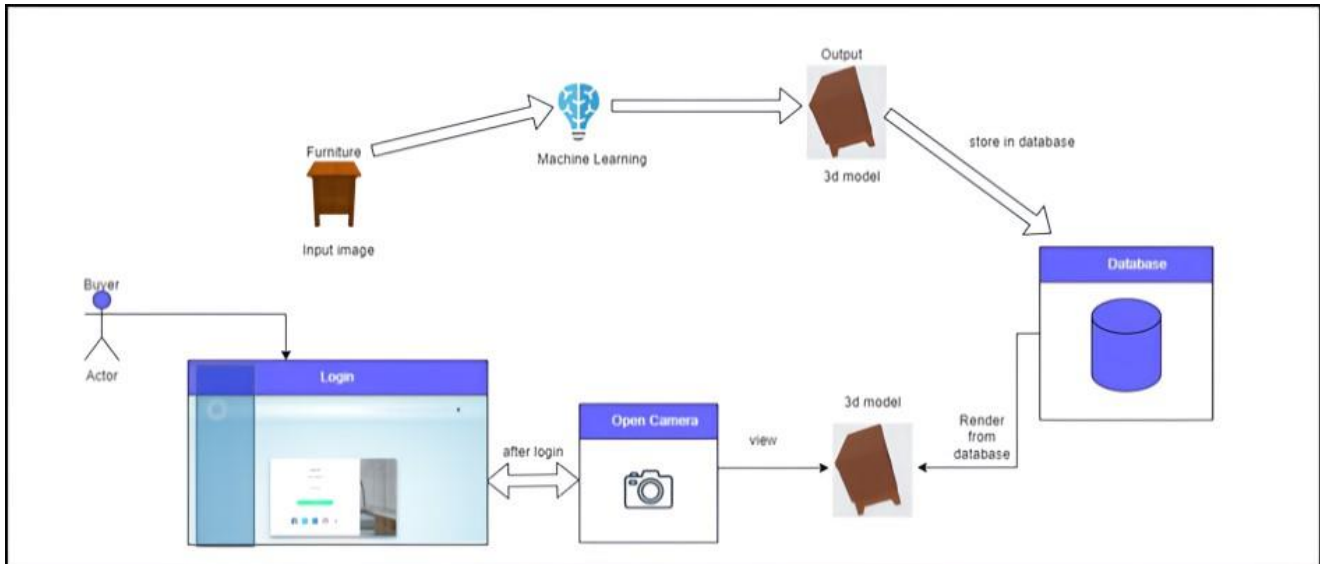 Output
Furniture
Machine Learning
3d model
store in database
Input image
Database
Buyer
Actor
Login
after login
Open Camera
view
3d model
Render
from
database